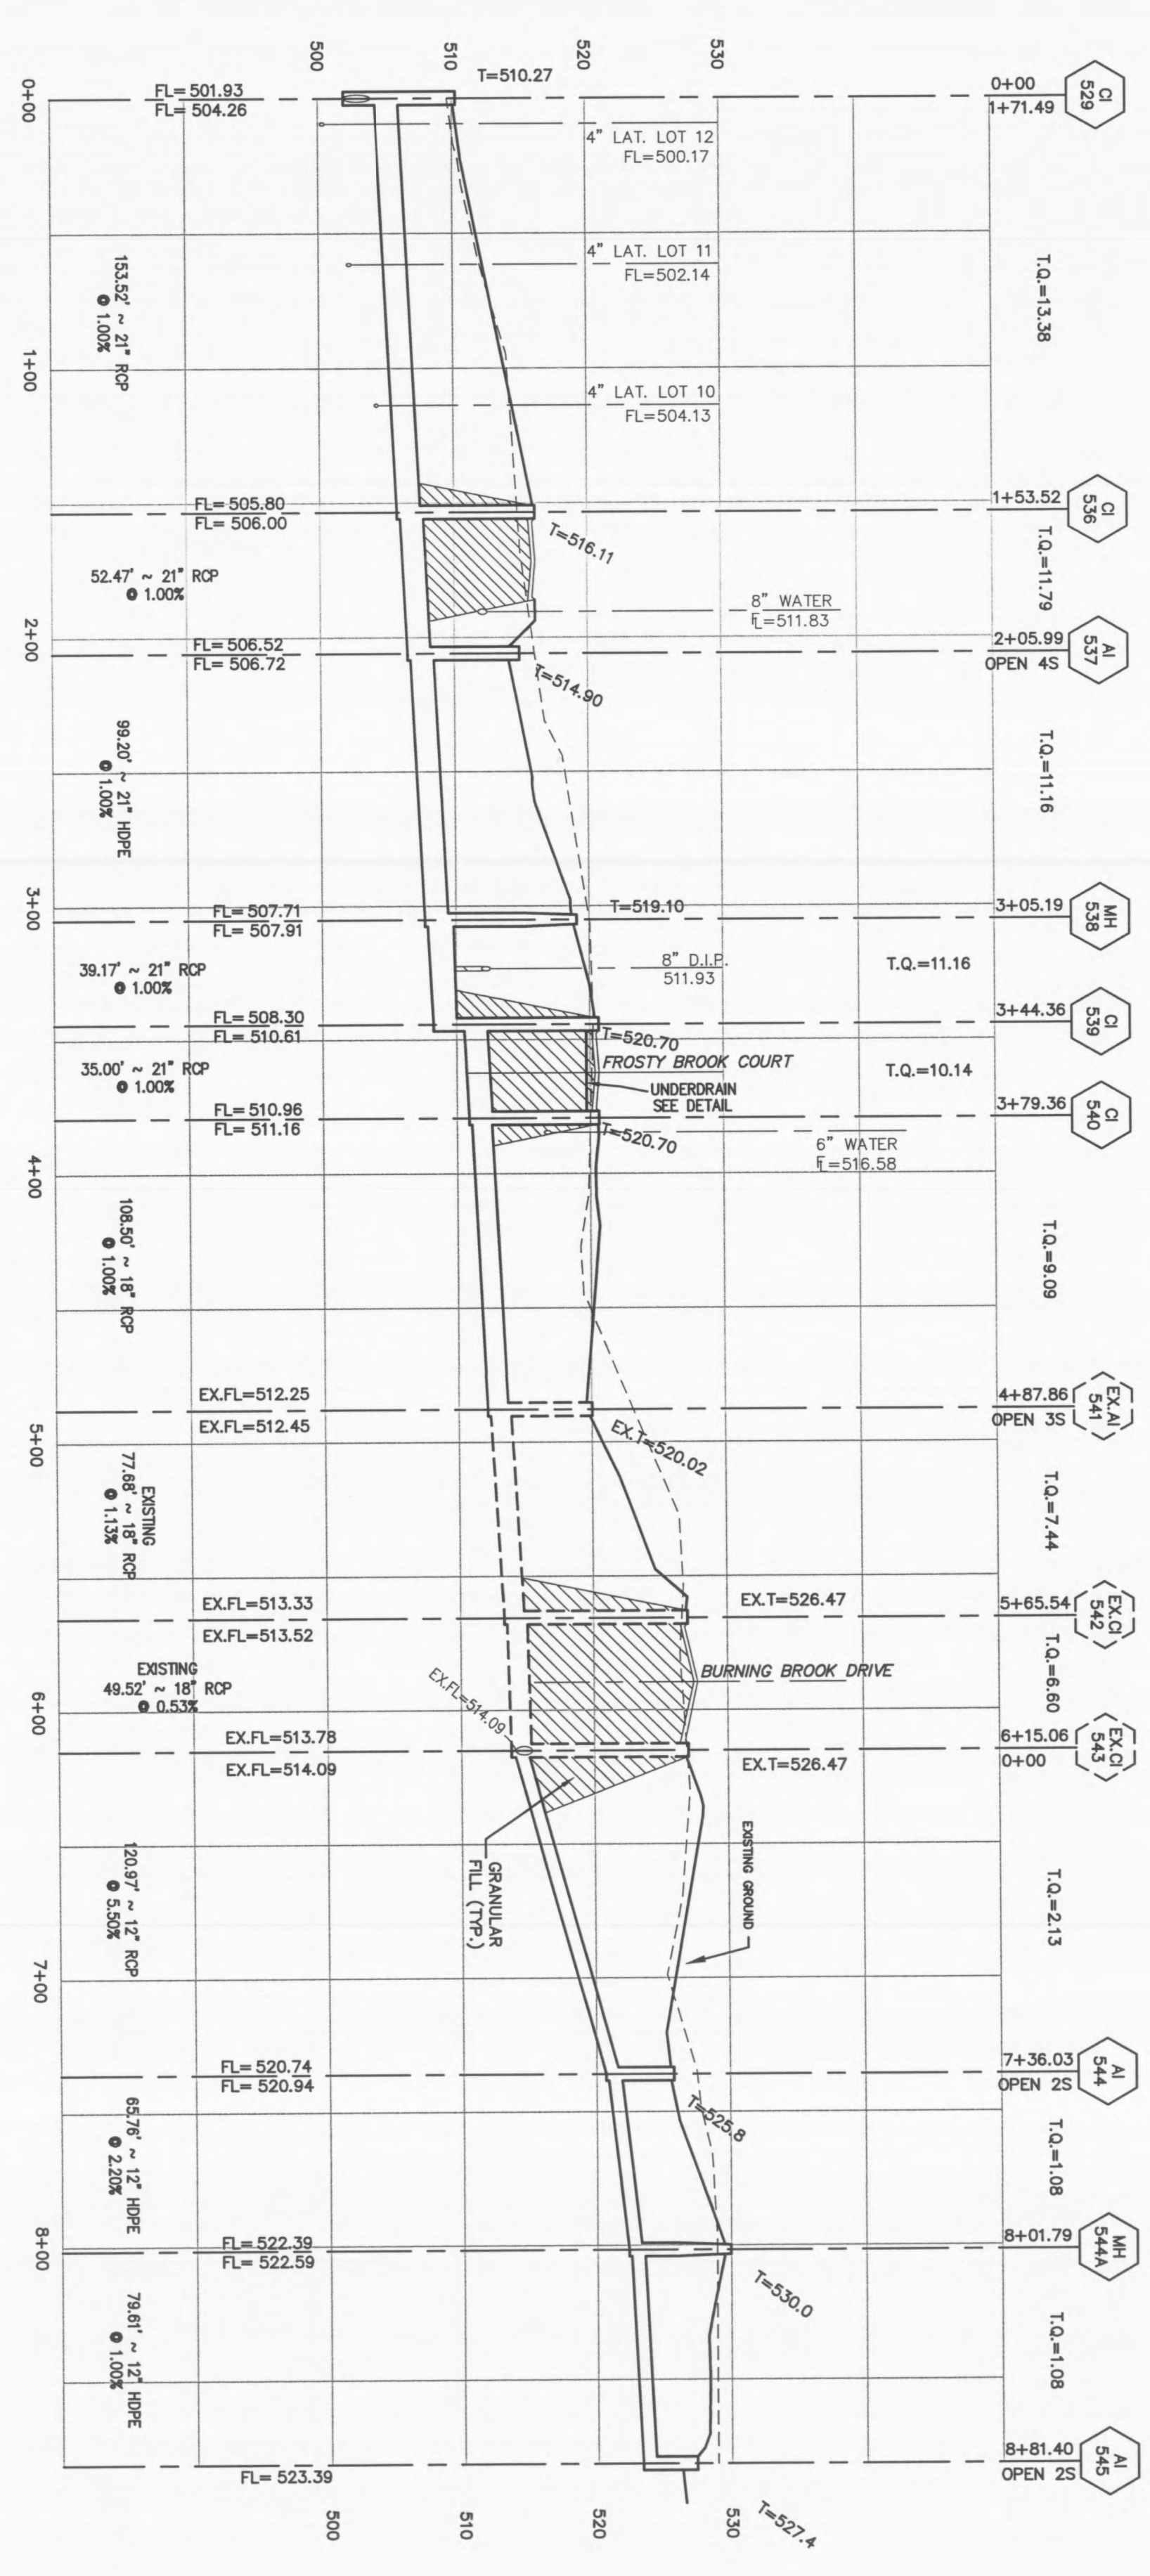 500
510
520
530
T=510.27
0+00
FL= 501.93
FL= 504.26
0+00
1+71.49
CI
529
4" LAT. LOT 12
FL=500.17
4" LAT. LOT 11
FL=502.14
153.52' ~ 21" RCP
@ 1.00%
T.Q.=13.38
1+00
4" LAT. LOT 10
FL=504.13
FL= 505.80
FL= 506.00
T=516.11
1+53.52
CI
536
52.47' ~ 21" RCP
@ 1.00%
T.Q.=11.79
8" WATER
FL=511.83
2+00
FL= 506.52
FL= 506.72
T=514.90
2+05.99
OPEN 4S
AI
537
99.20' ~ 21" HDPE
@ 1.00%
T.Q.=11.16
3+00
FL= 507.71
FL= 507.91
T=519.10
3+05.19
MH
538
39.17' ~ 21" RCP
@ 1.00%
8" D.I.P.
511.93
T.Q.=11.16
FL= 508.30
FL= 510.61
T=520.70
3+44.36
CI
539
35.00' ~ 21" RCP
@ 1.00%
FROSTY BROOK COURT
T.Q.=10.14
UNDERDRAIN
SEE DETAIL
FL= 510.96
FL= 511.16
T=520.70
3+79.36
CI
540
6" WATER
FL=516.58
4+00
108.50' ~ 18" RCP
@ 1.00%
T.Q.=9.09
EX.FL=512.25
EX.FL=512.45
EX.T=520.02
4+87.86
OPEN 3S
EX.AI
541
5+00
EXISTING
77.68' ~ 18" RCP
@ 1.13%
T.Q.=7.44
EX.FL=513.33
EX.FL=513.52
EX.T=526.47
5+65.54
EX.CI
542
EXISTING
49.52' ~ 18" RCP
@ 0.53%
BURNING BROOK DRIVE
T.Q.=6.60
EX.FL=514.09
6+00
EX.FL=513.78
EX.FL=514.09
EX.T=526.47
6+15.06
0+00
EX.CI
543
120.97' ~ 12" RCP
@ 5.50%
GRANULAR
FILL (TYP.)
EXISTING GROUND
T.Q.=2.13
7+00
FL= 520.74
FL= 520.94
T=525.8
7+36.03
OPEN 2S
AI
544
65.76' ~ 12" HDPE
@ 2.20%
T.Q.=1.08
8+00
FL= 522.39
FL= 522.59
T=530.0
8+01.79
MH
544A
79.61' ~ 12" HDPE
@ 1.00%
T.Q.=1.08
FL= 523.39
T=527.4
8+81.40
OPEN 2S
AI
545
500
510
520
530